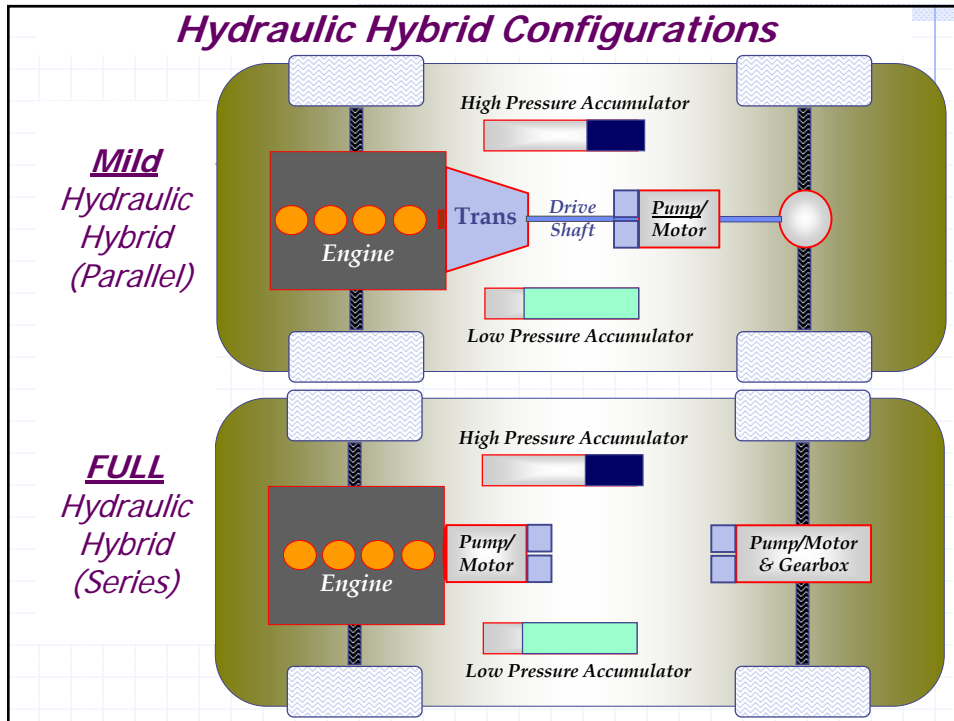 Hydraulic Hybrid Configurations
Mild
Hydraulic
Hybrid
(Parallel)
High Pressure Accumulator
Engine
Trans
Drive
Shaft
Pump/
Motor
Low Pressure Accumulator
FULL
Hydraulic
Hybrid
(Series)
High Pressure Accumulator
Engine
Pump/
Motor
Pump/Motor
& Gearbox
Low Pressure Accumulator